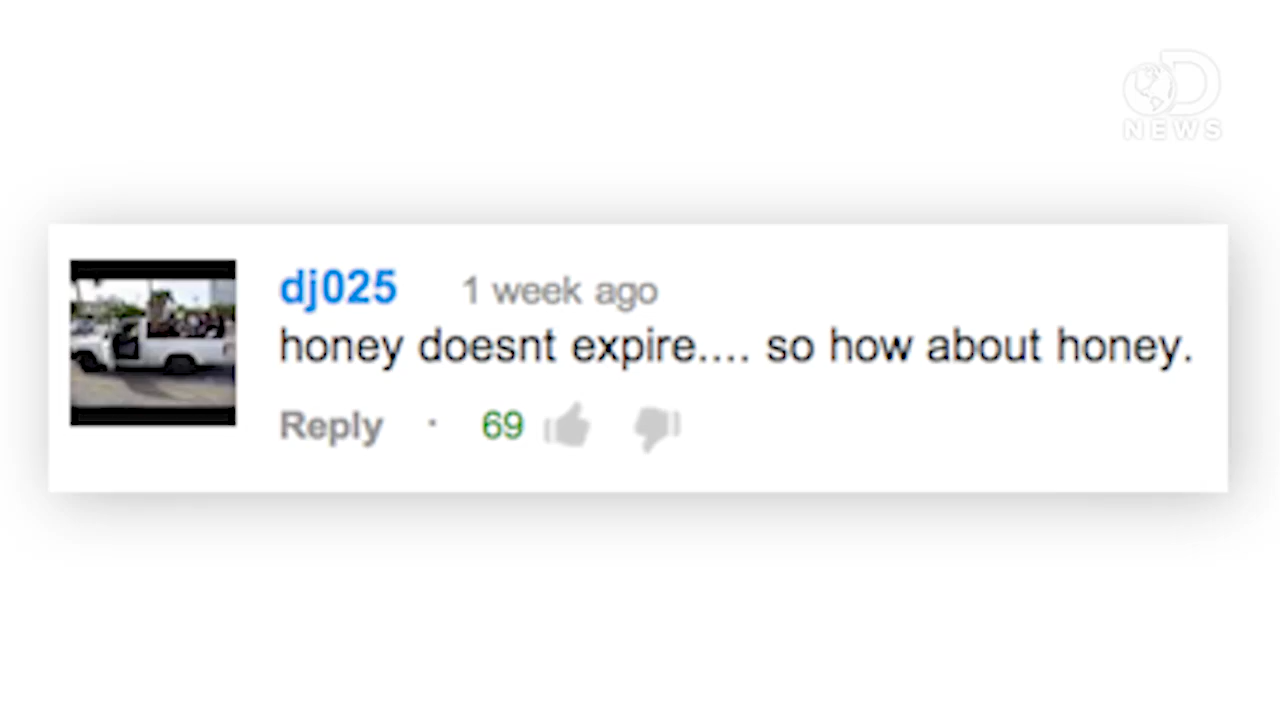 NEWS
dj025 1 week ago
honey doesnt expire.... so how about honey.
Reply · 69